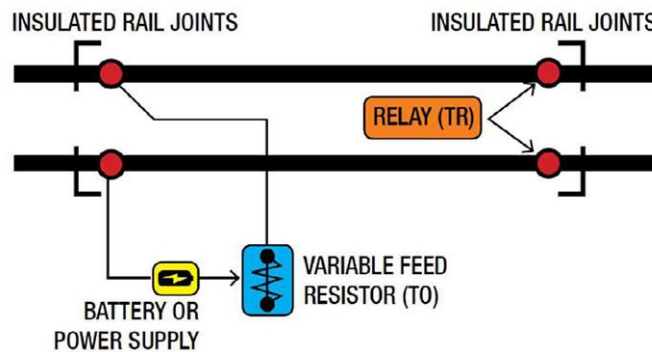 INSULATED RAIL JOINTS
INSULATED RAIL JOINTS
RELAY (TR)
VARIABLE FEED
RESISTOR (TO)
BATTERY OR
POWER SUPPLY